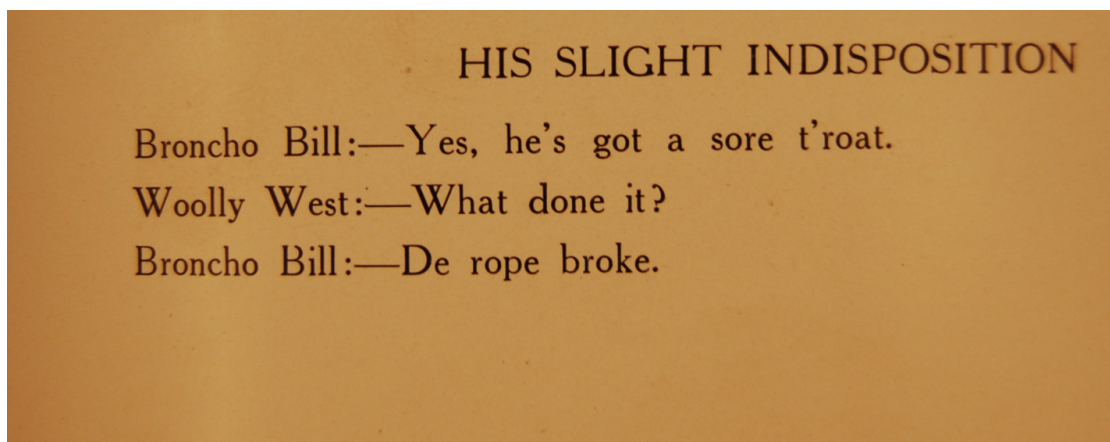 HIS SLIGHT INDISPOSITION
Broncho Bill:—Yes, he's got a sore t'roat.
Woolly West:—What done it?
Broncho Bill:—De rope broke.